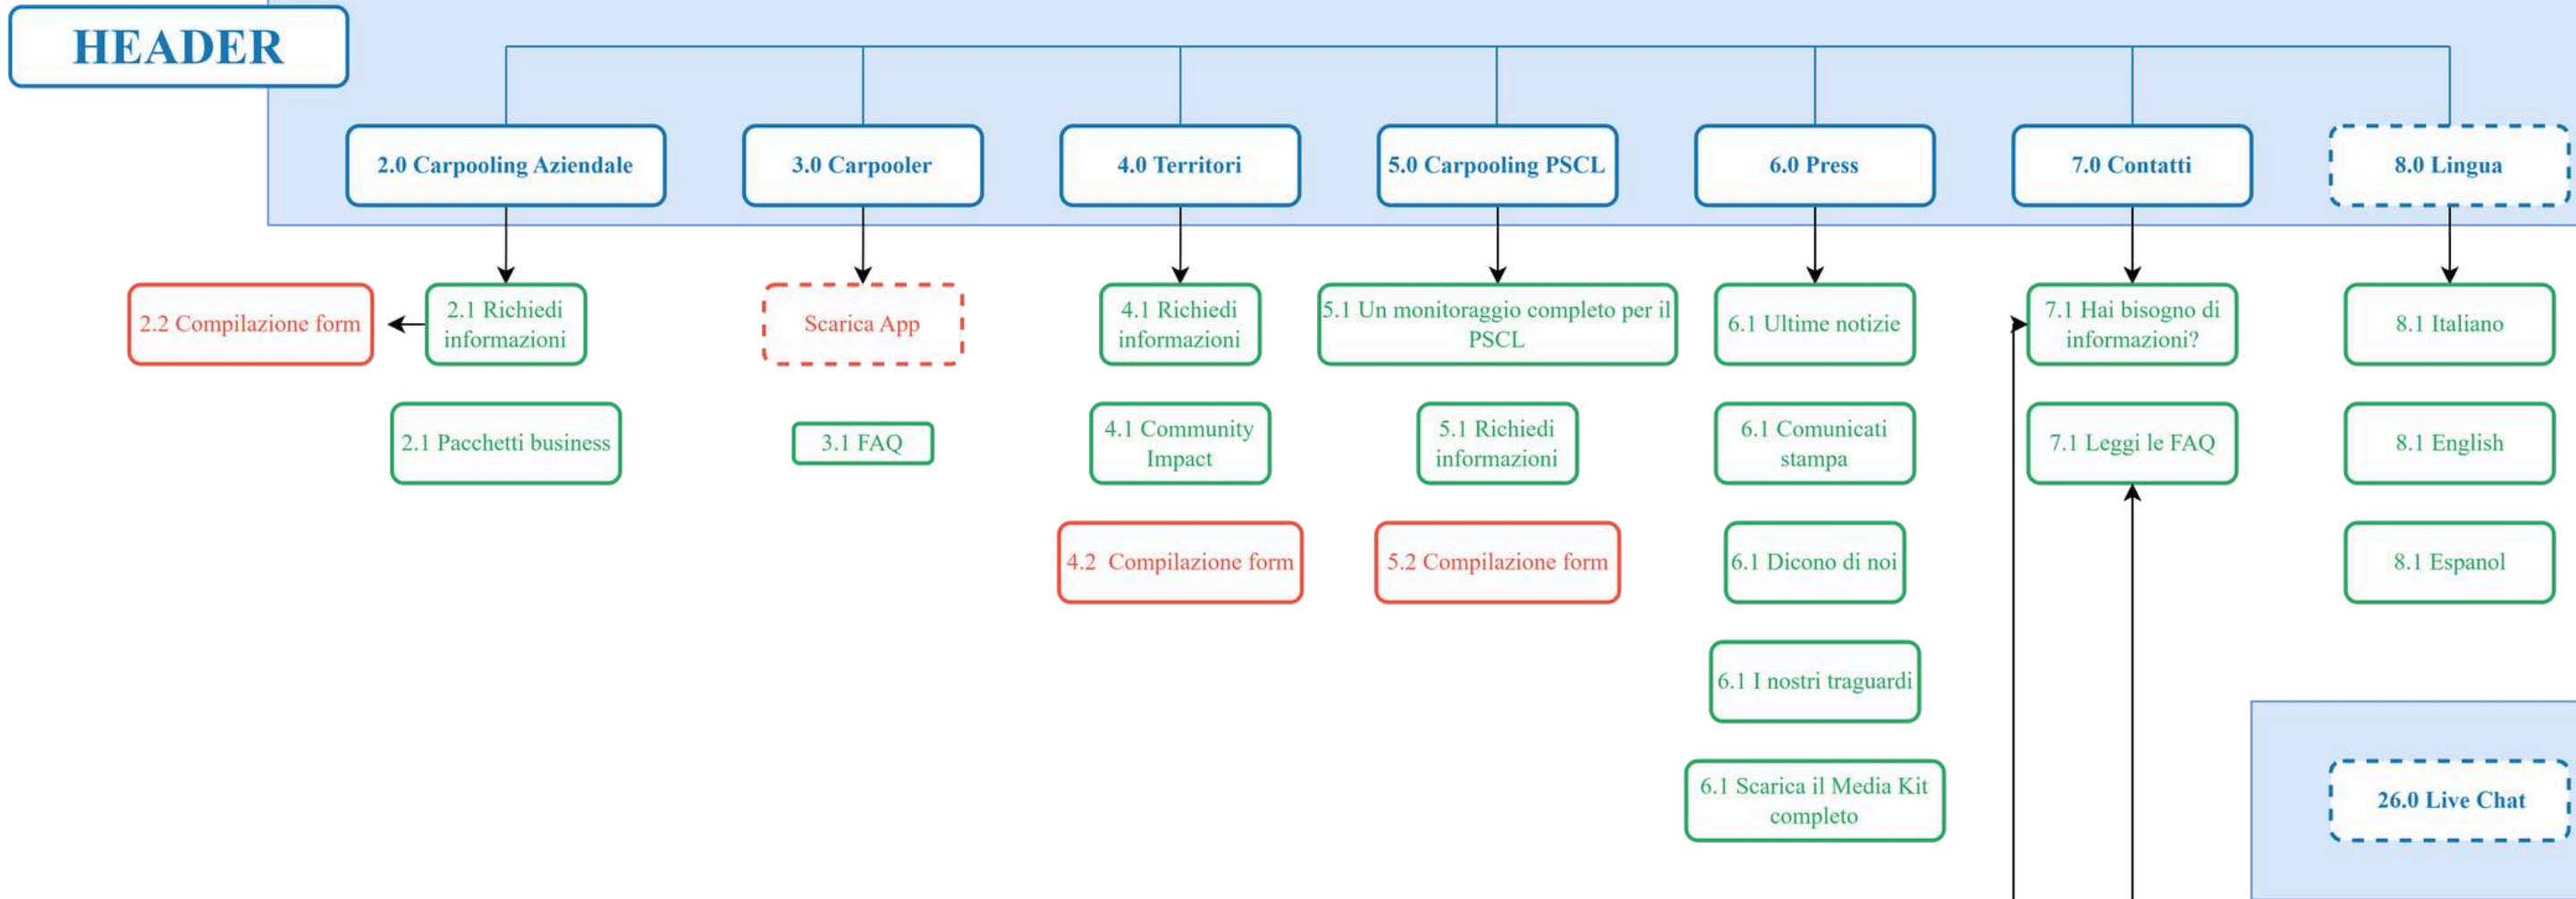 HEADER
2.0 Carpooling Aziendale
3.0 Carpooler
4.0 Territori
5.0 Carpooling PSCL
6.0 Press
7.0 Contatti
8.0 Lingua
2.2 Compilazione form
2.1 Richiedi
informazioni
Scarica App
4.1 Richiedi
informazioni
5.1 Un monitoraggio completo per il
PSCL
6.1 Ultime notizie
7.1 Hai bisogno di
informazioni?
8.1 Italiano
2.1 Pacchetti business
3.1 FAQ
4.1 Community
Impact
5.1 Richiedi
informazioni
6.1 Comunicati
stampa
7.1 Leggi le FAQ
8.1 English
4.2 Compilazione form
5.2 Compilazione form
6.1 Dicono di noi
8.1 Espanol
6.1 I nostri traguardi
6.1 Scarica il Media Kit
completo
26.0 Live Chat